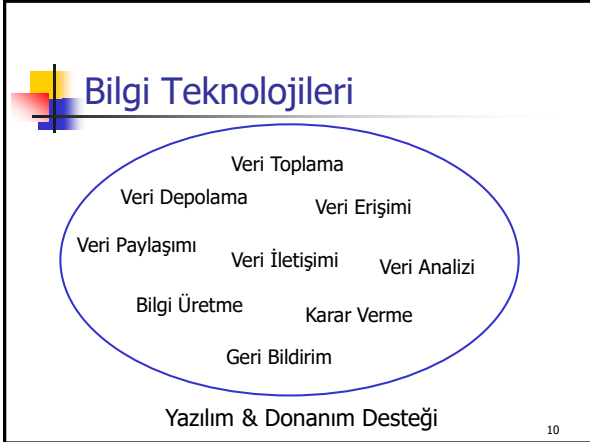 Bilgi Teknolojileri
Veri Toplama
Veri Depolama
Veri Erişimi
Veri Paylaşımı
Veri İletişimi
Veri Analizi
Bilgi Üretme
Karar Verme
Geri Bildirim
Yazılım & Donanım Desteği
10